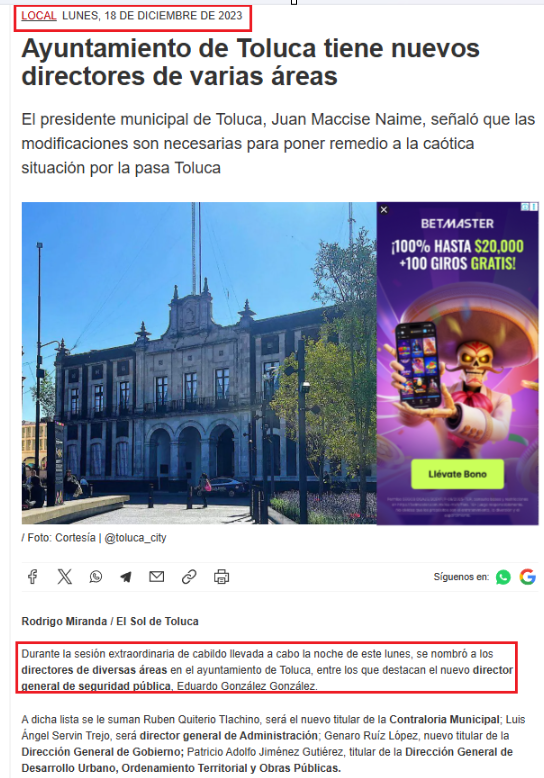 LOCAL LUNES, 18 DE DICIEMBRE DE 2023
Ayuntamiento de Toluca tiene nuevos
directores de varias áreas
El presidente municipal de Toluca, Juan Maccise Naime, señaló que las
modificaciones son necesarias para poner remedio a la caótica
situación por la pasa Toluca
BETMASTER
¡100% HASTA $20,000
+100 GIROS GRATIS!
Llévate Bono
/ Foto: Cortesía | @toluca_city
Síguenos en:
Rodrigo Miranda / El Sol de Toluca
Durante la sesión extraordinaria de cabildo llevada a cabo la noche de este lunes, se nombró a los
directores de diversas áreas en el ayuntamiento de Toluca, entre los que destacan el nuevo director
general de seguridad pública, Eduardo González González.
A dicha lista se le suman Ruben Quiterio Tlachino, será el nuevo titular de la Contraloria Municipal; Luis
Ángel Servin Trejo, será director general de Administración; Genaro Ruíz López, nuevo titular de la
Dirección General de Gobierno; Patricio Adolfo Jiménez Gutiérez, titular de la Dirección General de
Desarrollo Urbano, Ordenamiento Territorial y Obras Públicas.